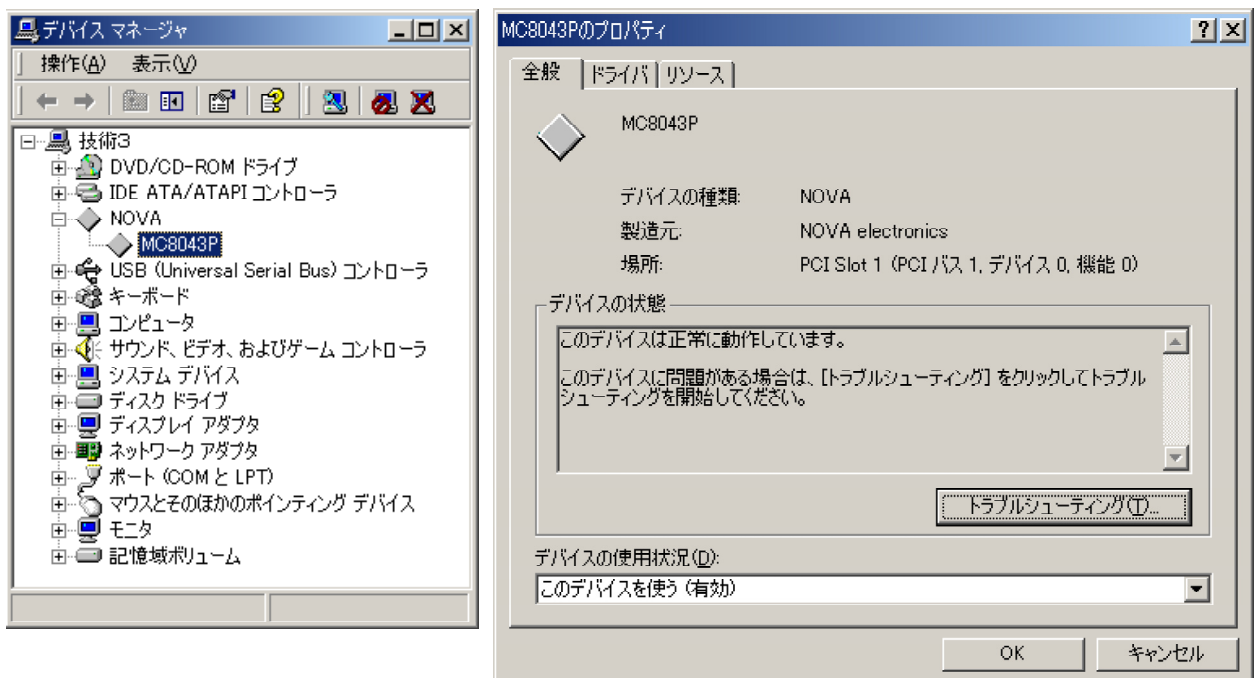 デバイス マネージャ
操作(A) 表示(V)
技術3
DVD/CD-ROM ドライブ
IDE ATA/ATAPI コントローラ
NOVA
MC8043P
USB (Universal Serial Bus) コントローラ
キーボード
コンピュータ
サウンド、ビデオ、およびゲーム コントローラ
システム デバイス
ディスク ドライブ
ディスプレイ アダプタ
ネットワーク アダプタ
ポート (COM と LPT)
マウスとそのほかのポインティング デバイス
モニタ
記憶域ボリューム
MC8043Pのプロパティ
全般 ドライバ リソース
MC8043P
デバイスの種類: NOVA
製造元: NOVA electronics
場所: PCI Slot 1 (PCI バス 1, デバイス 0, 機能 0)
デバイスの状態
このデバイスは正常に動作しています。
このデバイスに問題がある場合は、[トラブルシューティング] をクリックしてトラブル
シューティングを開始してください。
トラブルシューティング(T)...
デバイスの使用状況(D):
このデバイスを使う (有効)
OK キャンセル